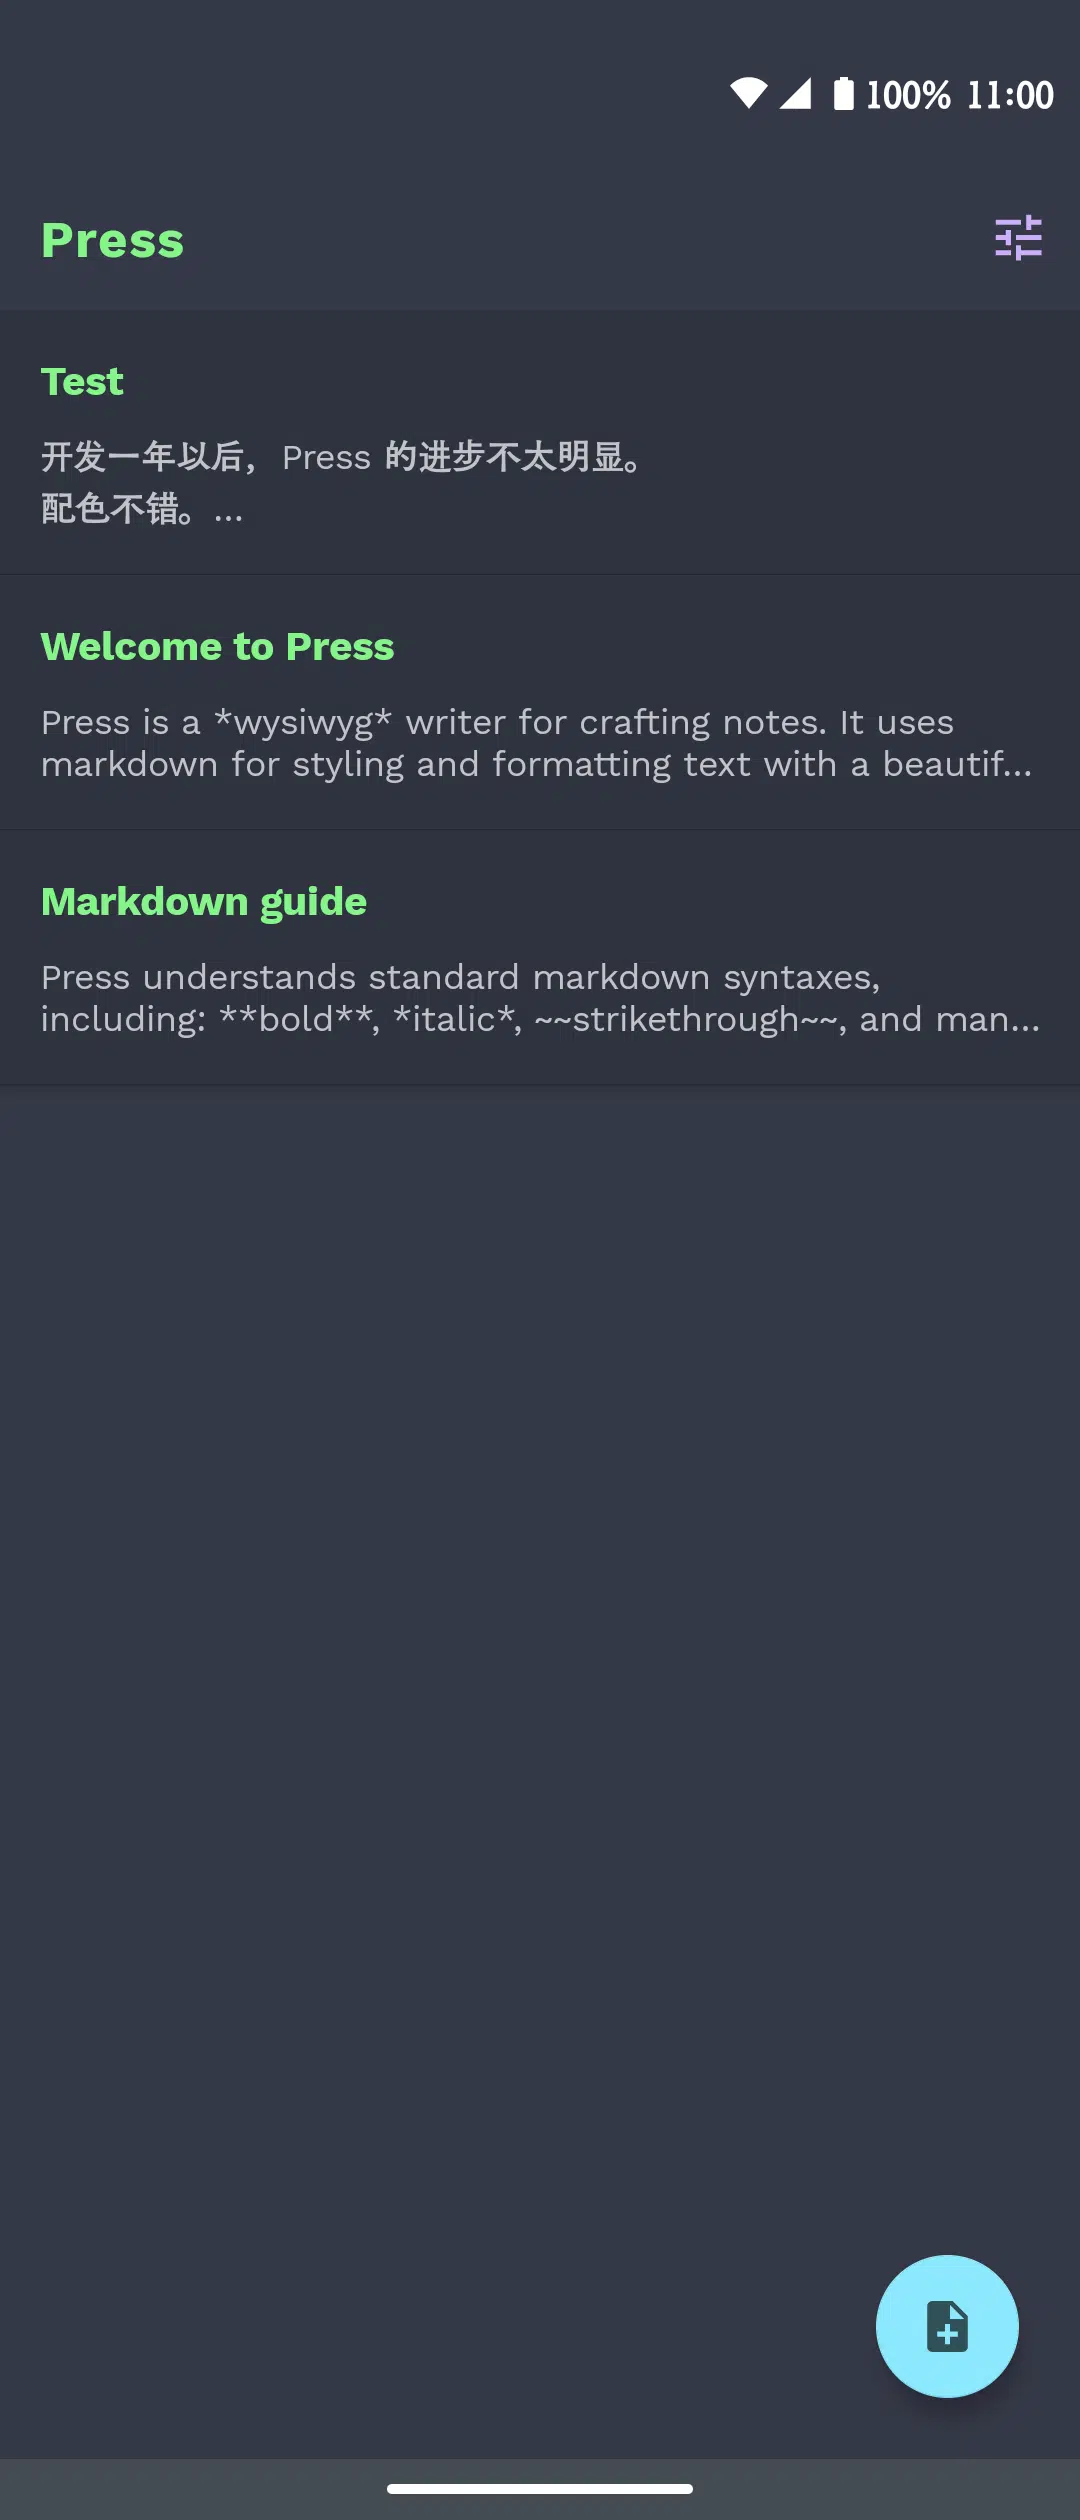 100% 11:00
Press
Test
开发一年以后，Press 的进步不太明显。
配色不错。...
Welcome to Press
Press is a *wysiwyg* writer for crafting notes. It uses
markdown for styling and formatting text with a beautif...
Markdown guide
Press understands standard markdown syntaxes,
including: **bold**, *italic*, ~~strikethrough~~, and man...